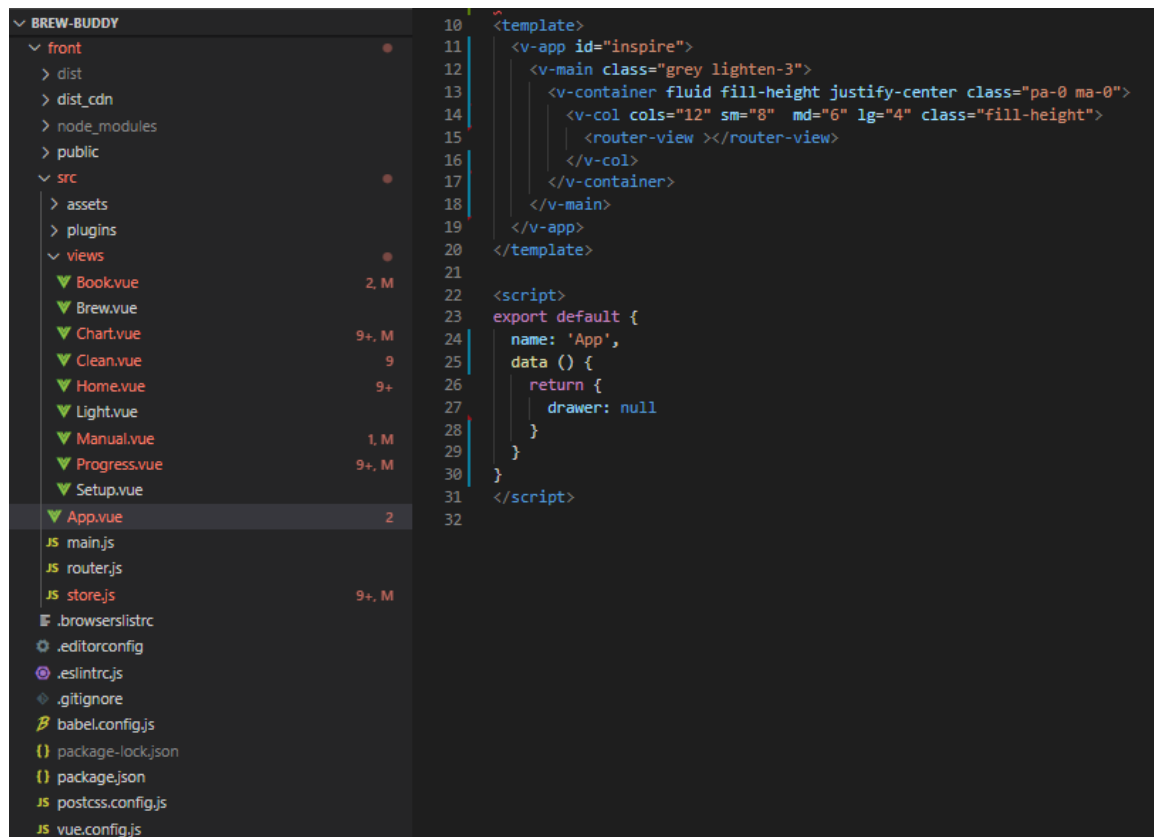 BREW-BUDDY
front
dist
dist_cdn
node_modules
public
src
assets
plugins
views
Book.vue 2, M
Brew.vue
Chart.vue 9+, M
Clean.vue 9
Home.vue 9+
Light.vue
Manual.vue 1, M
Progress.vue 9+, M
Setup.vue
App.vue 2
JS main.js
JS router.js
JS store.js 9+, M
.browserslistrc
.editorconfig
.eslintrc.js
.gitignore
babel.config.js
{} package-lock.json
{} package.json
JS postcss.config.js
JS vue.config.js
10 <template>
11 <v-app id="inspire">
12 <v-main class="grey lighten-3">
13 <v-container fluid fill-height justify-center class="pa-0 ma-0">
14 <v-col cols="12" sm="8"  md="6" lg="4" class="fill-height">
15 <router-view ></router-view>
16 </v-col>
17 </v-container>
18 </v-main>
19 </v-app>
20 </template>
21
22 <script>
23 export default {
24 name: 'App',
25 data () {
26 return {
27 drawer: null
28 }
29 }
30 }
31 </script>
32